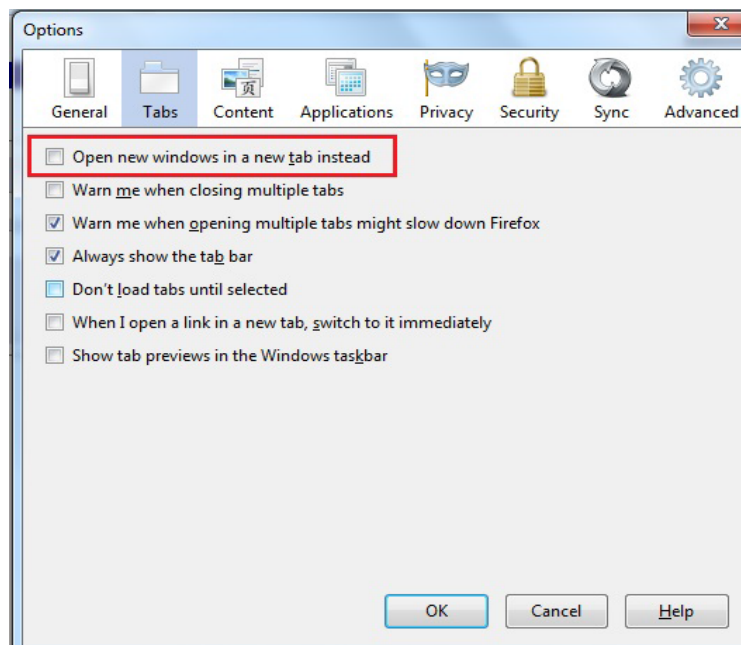 Options
页
General Tabs Content Applications Privacy Security Sync Advanced
Open new windows in a new tab instead
Warn me when closing multiple tabs
Warn me when opening multiple tabs might slow down Firefox
Always show the tab bar
Don't load tabs until selected
When I open a link in a new tab, switch to it immediately
Show tab previews in the Windows taskbar
OK Cancel Help